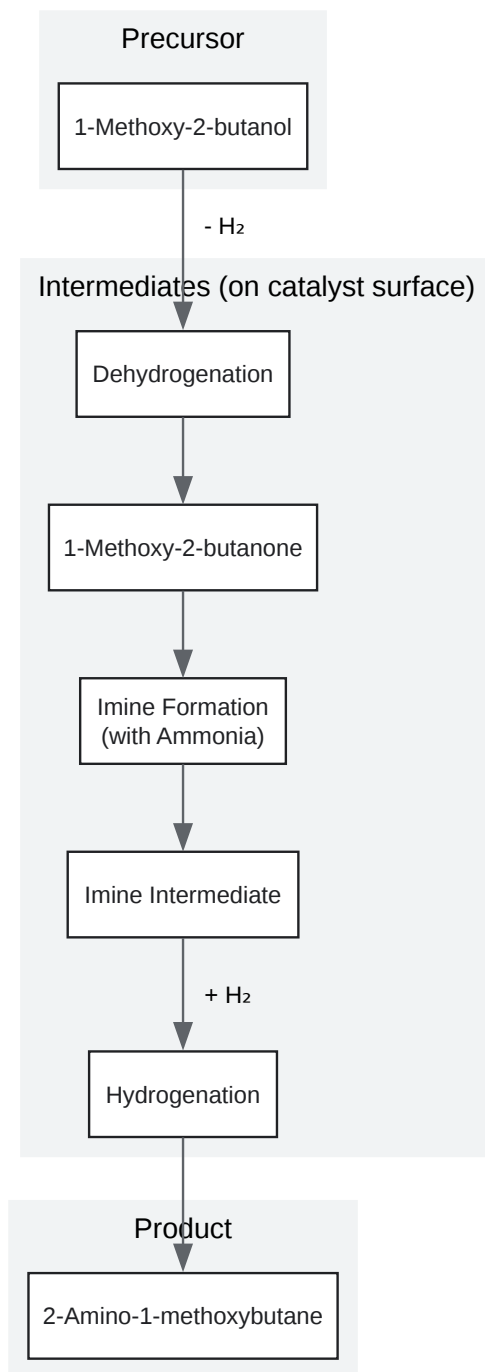 Precursor
1-Methoxy-2-butanol
- H₂
Intermediates (on catalyst surface)
Dehydrogenation
1-Methoxy-2-butanone
Imine Formation
(with Ammonia)
Imine Intermediate
+ H₂
Hydrogenation
Product
2-Amino-1-methoxybutane